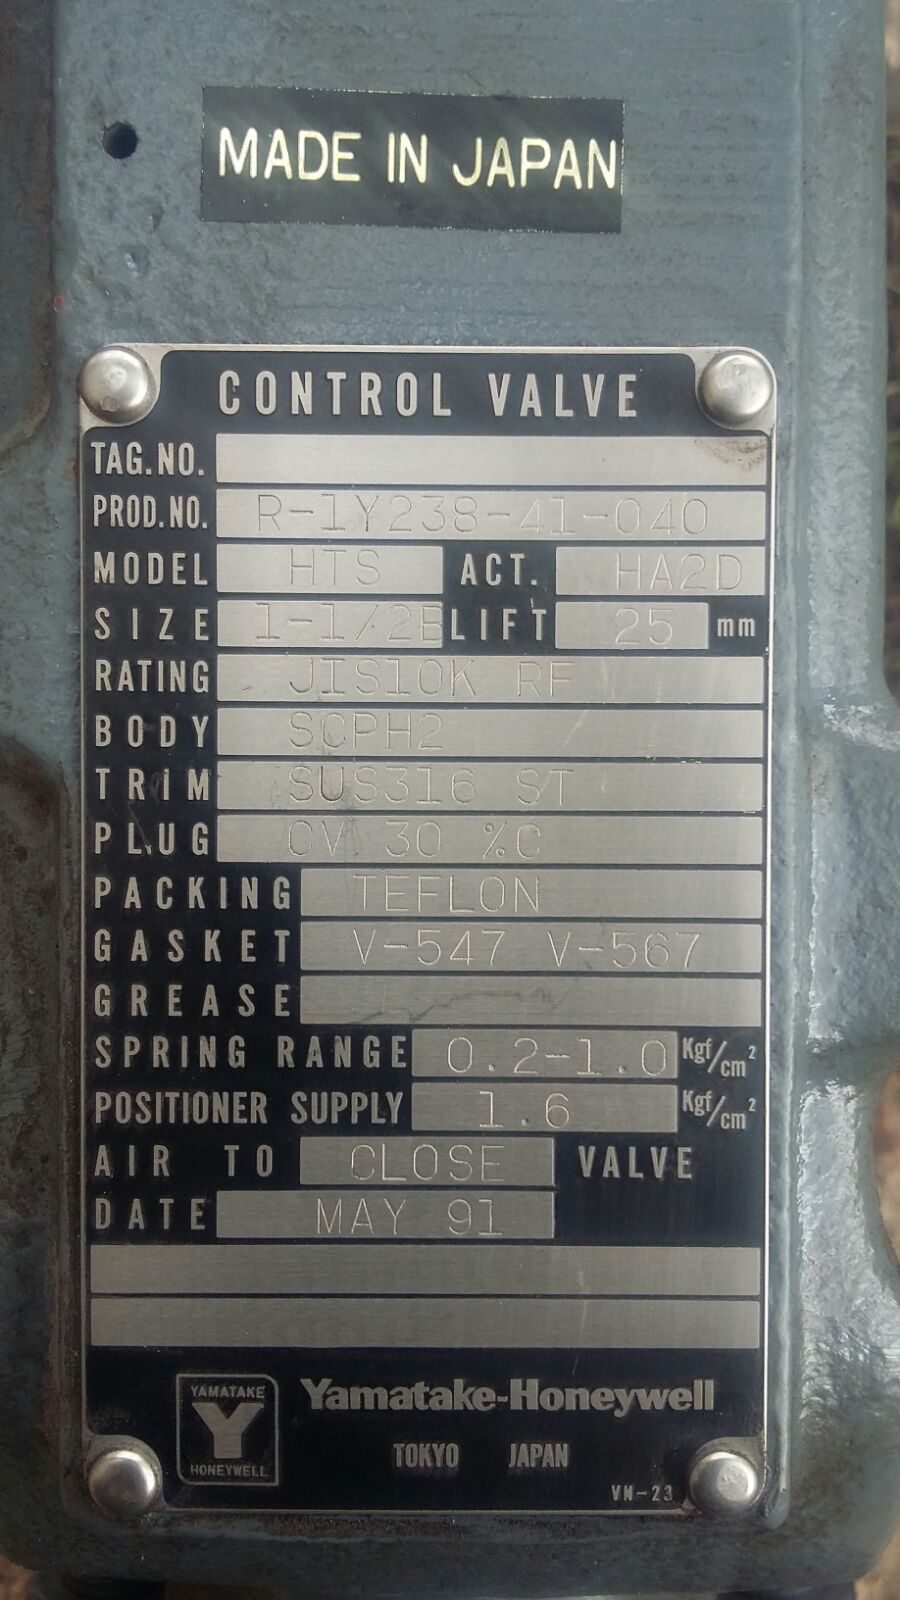 MADE IN JAPAN
CONTROL VALVE
TAG.NO.
PROD.NO. R-1Y238-41-040
MODEL HTS ACT. HA2D
SIZE 1-1/2B LIFT 25 mm
RATING JIS10K RF
BODY SCPH2
TRIM SUS316 ST
PLUG CV 30 %C
PACKING TEFLON
GASKET V-547 V-567
GREASE
SPRING RANGE 0.2-1.0 Kgf/cm²
POSITIONER SUPPLY 1.6 Kgf/cm²
AIR TO CLOSE VALVE
DATE MAY 91
YAMATAKE
Y
HONEYWELL
Yamatake-Honeywell
TOKYO JAPAN
VN-23